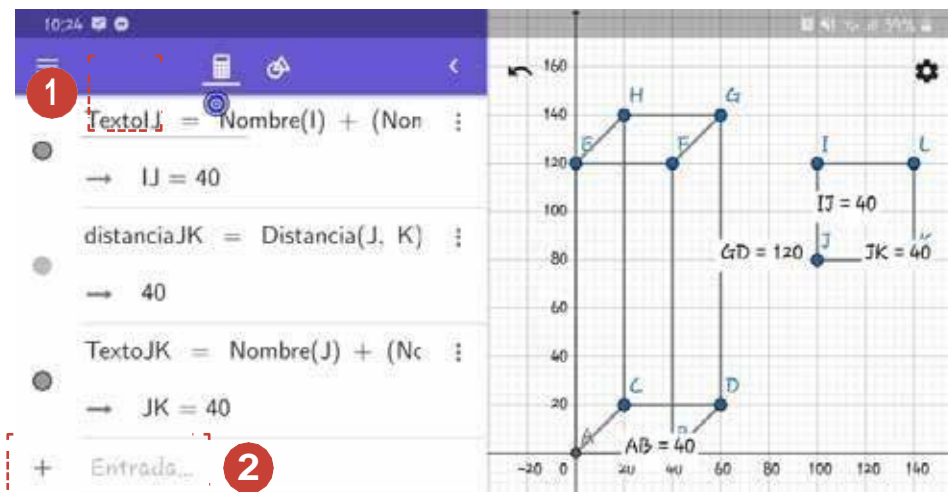 10:24
39%
1
TextoIJ = Nombre(I) + (Non
→ IJ = 40
distanciaJK = Distancia(J, K)
→ 40
TextoJK = Nombre(J) + (Nc
→ JK = 40
+ Entrada...
2
160
140
120
100
80
60
40
20
-20 0 20 40 60 80 100 120 140
H G
E F
I L
IJ = 40
GD = 120
J K
JK = 40
C D
A B
AB = 40